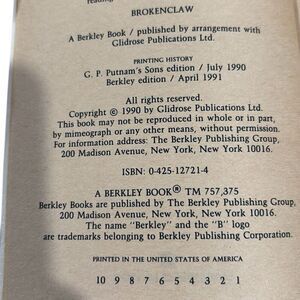 reading
BROKENCLAW
A Berkley Book / published by arrangement with
Glidrose Publications Ltd.
PRINTING HISTORY
G. P. Putnam's Sons edition / July 1990
Berkley edition / April 1991
All rights reserved.
Copyright © 1990 by Glidrose Publications Ltd.
This book may not be reproduced in whole or in part,
by mimeograph or any other means, without permission.
For information address: The Berkley Publishing Group,
200 Madison Avenue, New York, New York 10016.
ISBN: 0-425-12721-4
A BERKLEY BOOK® TM 757,375
Berkley Books are published by The Berkley Publishing Group,
200 Madison Avenue, New York, New York 10016.
The name "Berkley" and the "B" logo
are trademarks belonging to Berkley Publishing Corporation.
PRINTED IN THE UNITED STATES OF AMERICA
10 9 8 7 6 5 4 3 2 1